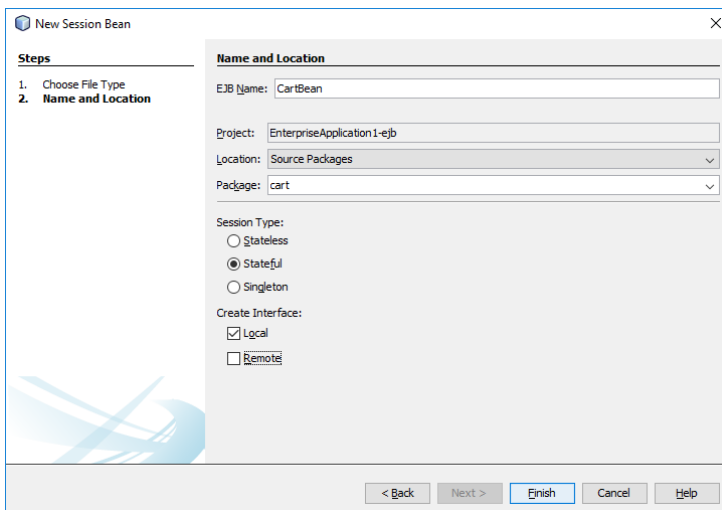 New Session Bean
Steps
1. Choose File Type
2. Name and Location
Name and Location
EJB Name: CartBean
Project: EnterpriseApplication1-ejb
Location: Source Packages
Package: cart
Session Type:
Stateless
Stateful
Singleton
Create Interface:
Local
Remote
< Back Next > Finish Cancel Help